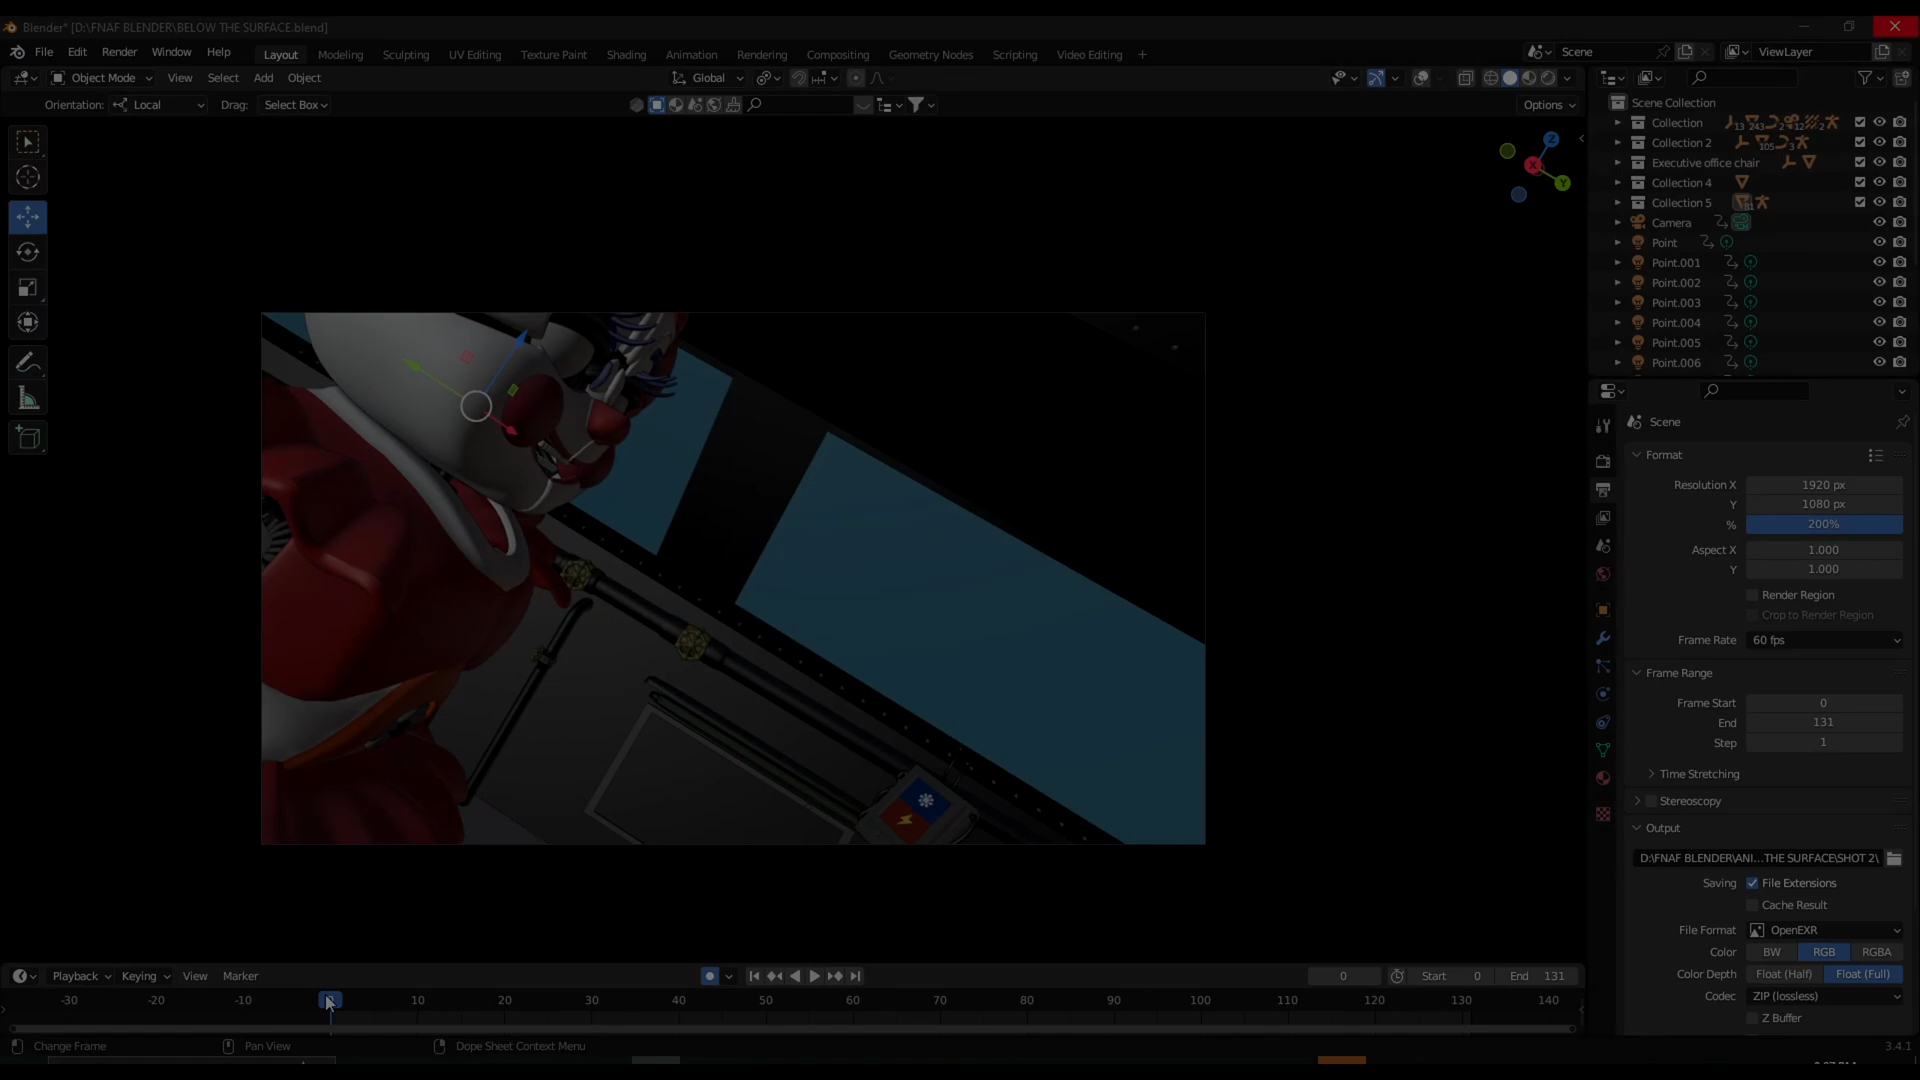 Blender* [D:\FNAF BLENDER\BELOW THE SURFACE.blend]
File Edit Render Window Help Layout Modeling Sculpting UV Editing Texture Paint Shading Animation Rendering Compositing Geometry Nodes Scripting Video Editing + Scene ViewLayer
Object Mode View Select Add Object Global
Orientation: Local Drag: Select Box Options
Z
X
Y
Scene Collection
Collection 13 243 2 12 2
Collection 2 105 3
Executive office chair
Collection 4
Collection 5 81
Camera
Point
Point.001
Point.002
Point.003
Point.004
Point.005
Point.006
Scene
Format
Resolution X 1920 px
Y 1080 px
% 200%
Aspect X 1.000
Y 1.000
Render Region
Crop to Render Region
Frame Rate 60 fps
Frame Range
Frame Start 0
End 131
Step 1
Time Stretching
Stereoscopy
Output
D:\FNAF BLENDER\ANI...THE SURFACE\SHOT 2\
Saving File Extensions
Cache Result
File Format OpenEXR
Color BW RGB RGBA
Color Depth Float (Half) Float (Full)
Codec ZIP (lossless)
Z Buffer
Playback Keying View Marker 0 Start 0 End 131
-30 -20 -10 10 20 30 40 50 60 70 80 90 100 110 120 130 140
Change Frame Pan View Dope Sheet Context Menu 3.4.1